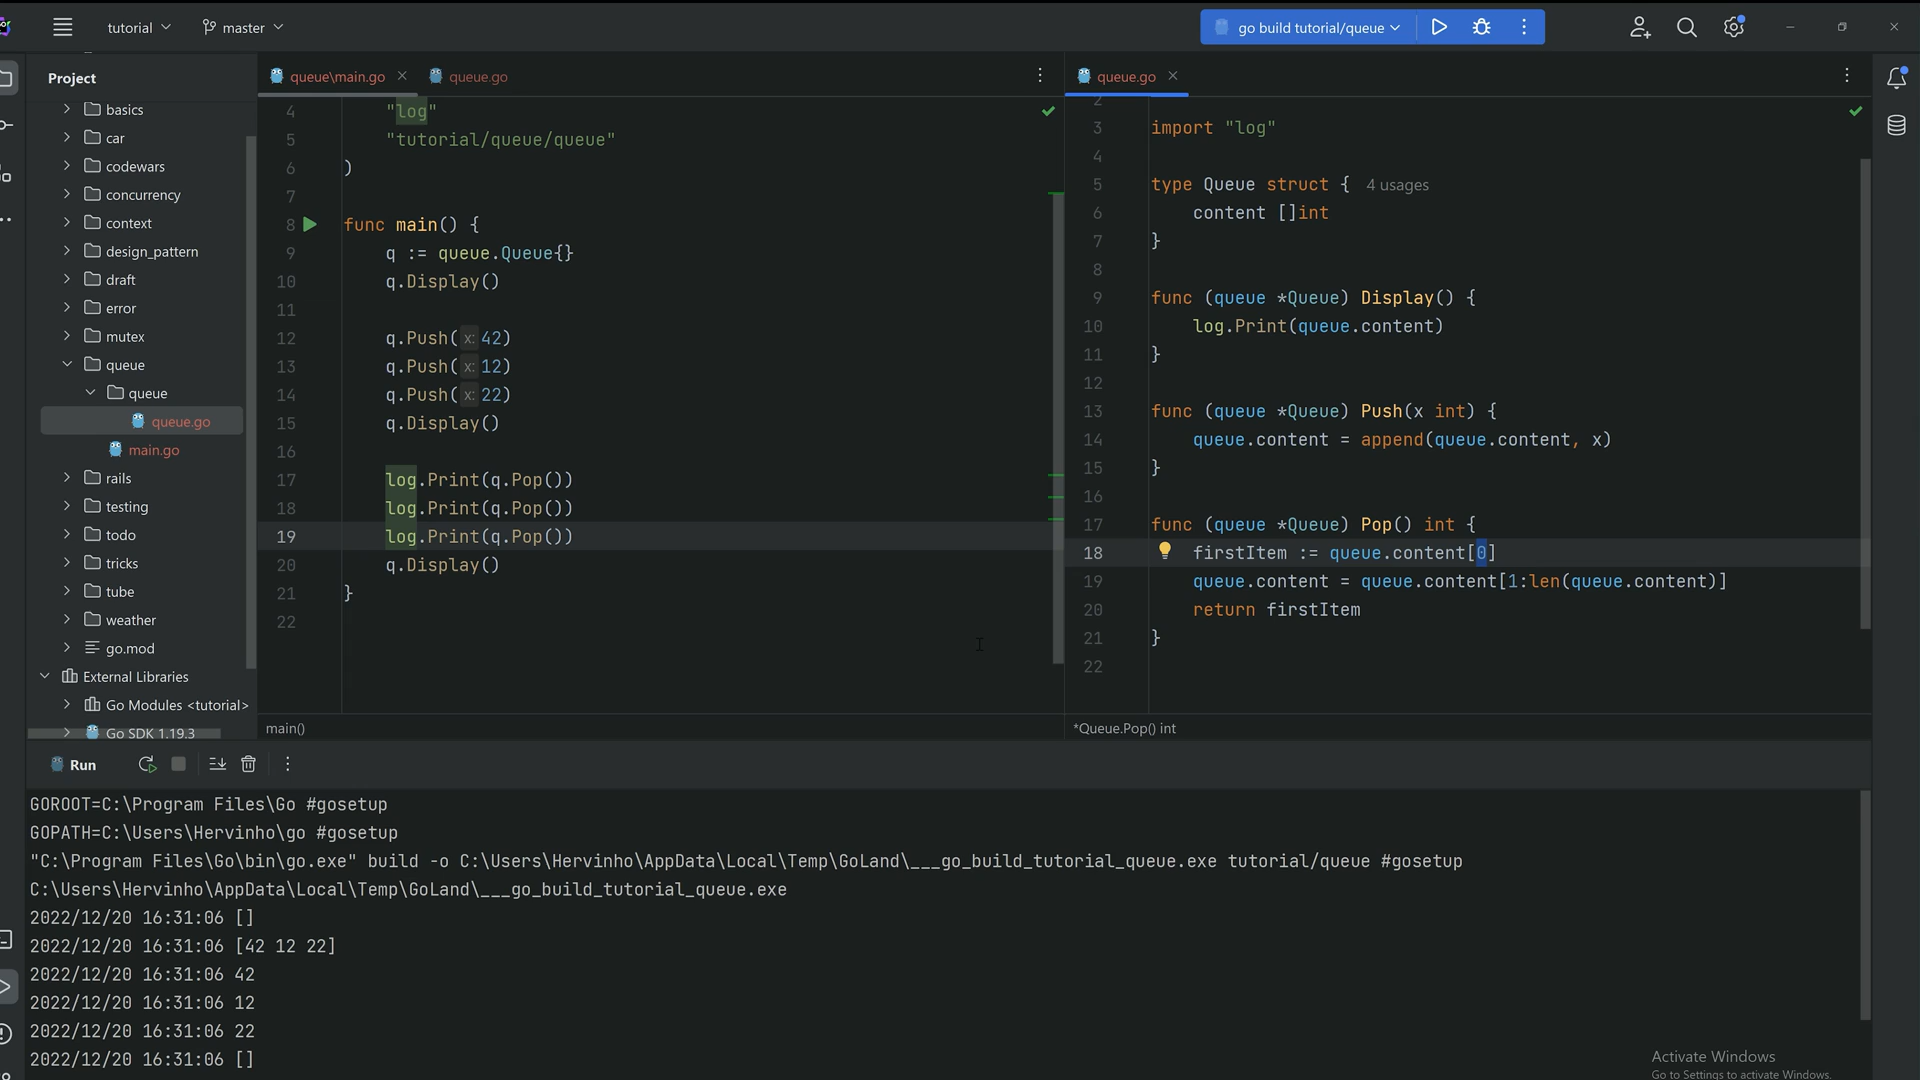 tutorial
master
go build tutorial/queue
Project
basics
car
codewars
concurrency
context
design_pattern
draft
error
mutex
queue
queue
queue.go
main.go
rails
testing
todo
tricks
tube
weather
go.mod
External Libraries
Go Modules <tutorial>
Go SDK 1.19.3
queue\main.go
queue.go
4 "log"
5 "tutorial/queue/queue"
6 )
7
8 func main() {
9 q := queue.Queue{}
10 q.Display()
11
12 q.Push( x: 42)
13 q.Push( x: 12)
14 q.Push( x: 22)
15 q.Display()
16
17 log.Print(q.Pop())
18 log.Print(q.Pop())
19 log.Print(q.Pop())
20 q.Display()
21 }
22
main()
queue.go
2
3 import "log"
4
5 type Queue struct { 4 usages
6 content []int
7 }
8
9 func (queue *Queue) Display() {
10 log.Print(queue.content)
11 }
12
13 func (queue *Queue) Push(x int) {
14 queue.content = append(queue.content, x)
15 }
16
17 func (queue *Queue) Pop() int {
18 firstItem := queue.content[0]
19 queue.content = queue.content[1:len(queue.content)]
20 return firstItem
21 }
22
*Queue.Pop() int
Run
GOROOT=C:\Program Files\Go #gosetup
GOPATH=C:\Users\Hervinho\go #gosetup
"C:\Program Files\Go\bin\go.exe" build -o C:\Users\Hervinho\AppData\Local\Temp\GoLand\___go_build_tutorial_queue.exe tutorial/queue #gosetup
C:\Users\Hervinho\AppData\Local\Temp\GoLand\___go_build_tutorial_queue.exe
2022/12/20 16:31:06 []
2022/12/20 16:31:06 [42 12 22]
2022/12/20 16:31:06 42
2022/12/20 16:31:06 12
2022/12/20 16:31:06 22
2022/12/20 16:31:06 []
Activate Windows
Go to Settings to activate Windows.